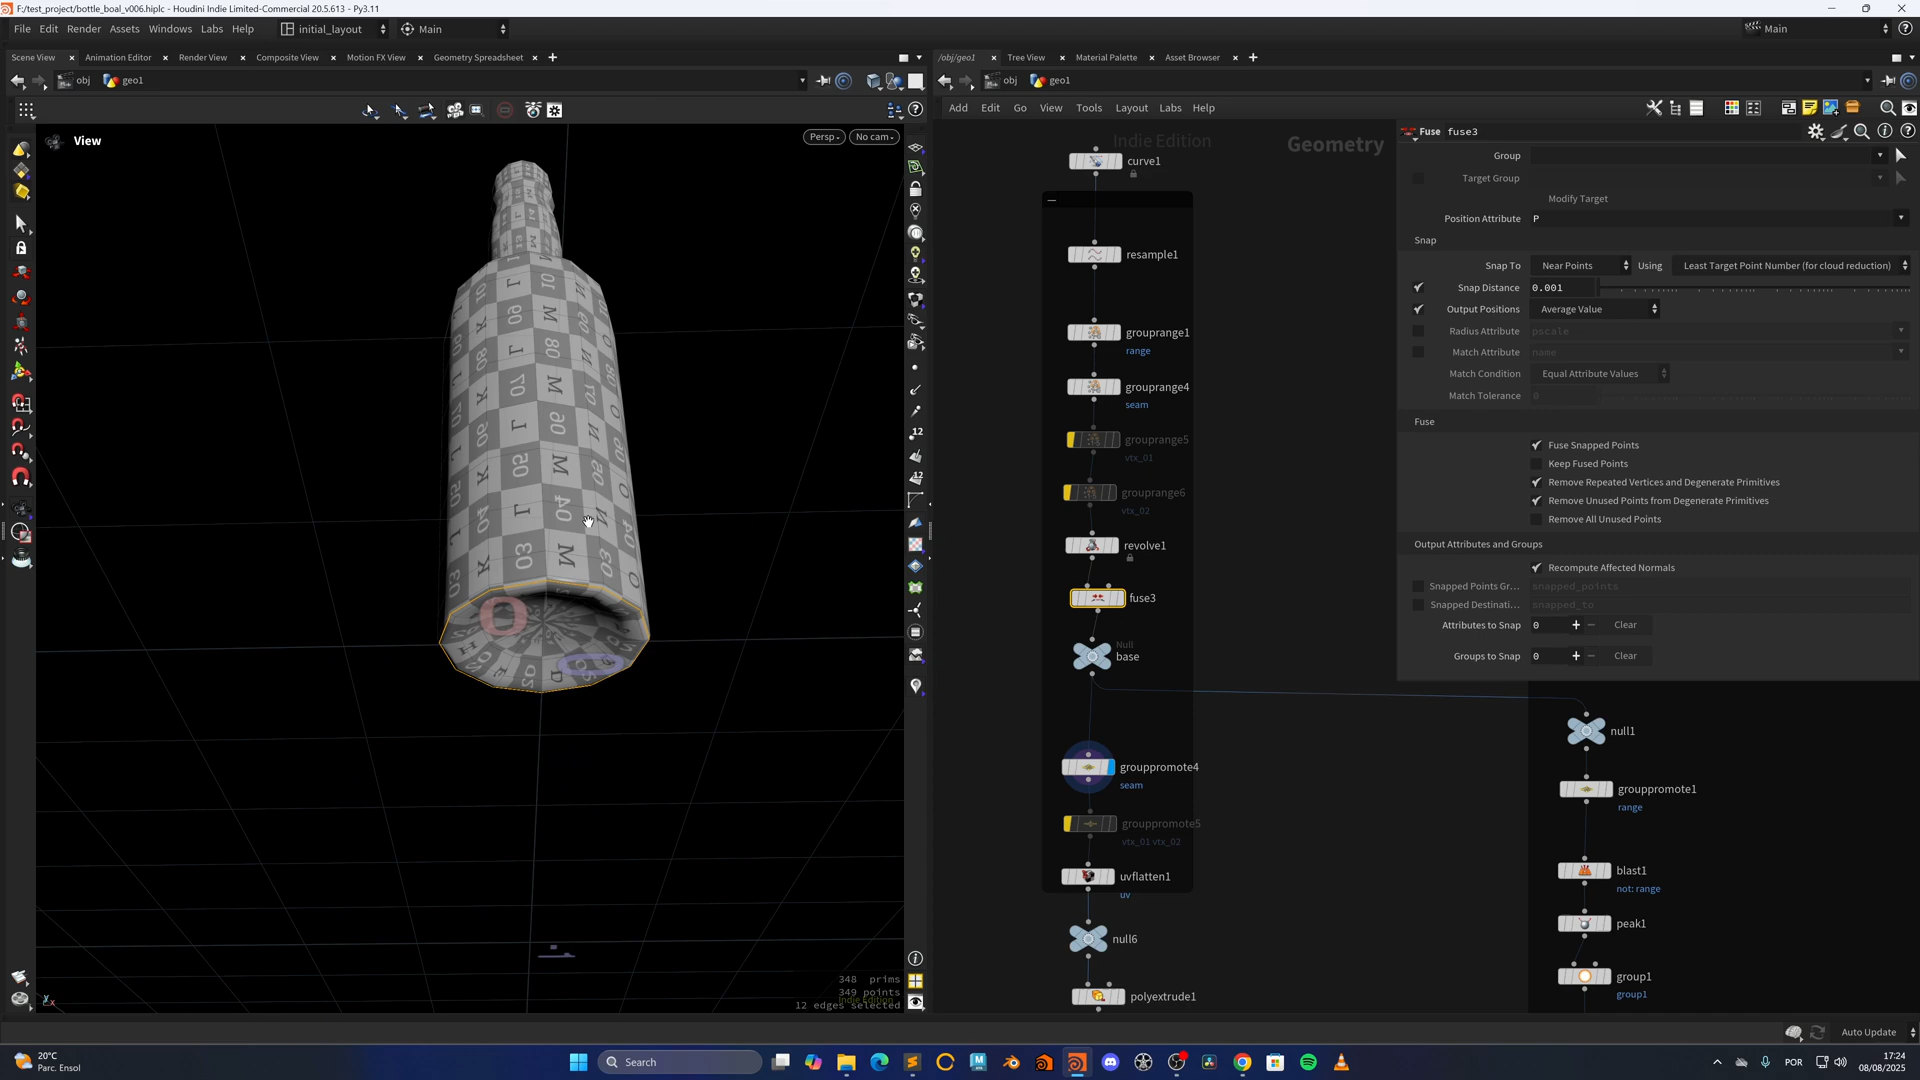 F:/test_project/bottle_boal_v006.hiplc - Houdini Indie Limited-Commercial 20.5.613 - Py3.11
File Edit Render Assets Windows Labs Help
initial_layout
Main
Main
Scene View Animation Editor Render View Composite View Motion FX View Geometry Spreadsheet
/obj/geo1 Tree View Material Palette Asset Browser
obj geo1
obj geo1
Add Edit Go View Tools Layout Labs Help
View
Persp
No cam
Indie Edition
Geometry
curve1
resample1
grouprange1
range
grouprange4
seam
grouprange5
vtx_01
grouprange6
vtx_02
revolve1
fuse3
Null
base
grouppromote4
seam
grouppromote5
vtx_01 vtx_02
uvflatten1
uv
null6
polyextrude1
null1
grouppromote1
range
blast1
not: range
peak1
group1
group1
Fuse fuse3
Group
Target Group
Modify Target
Position Attribute P
Snap
Snap To Near Points Using Least Target Point Number (for cloud reduction)
Snap Distance 0.001
Output Positions Average Value
Radius Attribute pscale
Match Attribute name
Match Condition Equal Attribute Values
Match Tolerance 0
Fuse
Fuse Snapped Points
Keep Fused Points
Remove Repeated Vertices and Degenerate Primitives
Remove Unused Points from Degenerate Primitives
Remove All Unused Points
Output Attributes and Groups
Recompute Affected Normals
Snapped Points Gr... snapped_points
Snapped Destinati... snapped_to
Attributes to Snap 0 Clear
Groups to Snap 0 Clear
348 prims
349 points
Indie Edition
12 edges selected
Auto Update
20°C
Parc. Ensol
Search
POR
17:24
08/08/2025